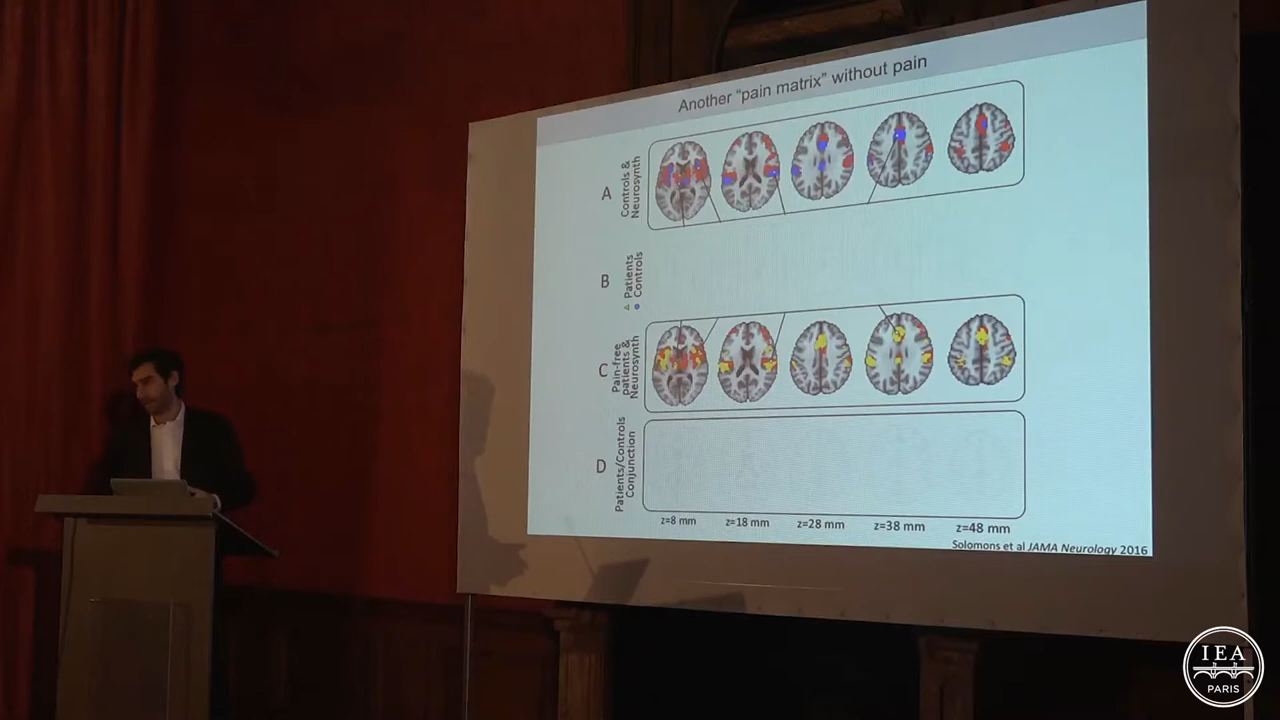 Another “pain matrix” without pain
A
Controls &
Neurosynth
B
Patients
Controls
C
Pain-free
patients &
Neurosynth
D
Patients/Controls
Conjunction
z=8 mm
z=18 mm
z=28 mm
z=38 mm
z=48 mm
Solomons et al JAMA Neurology 2016
IEA
PARIS